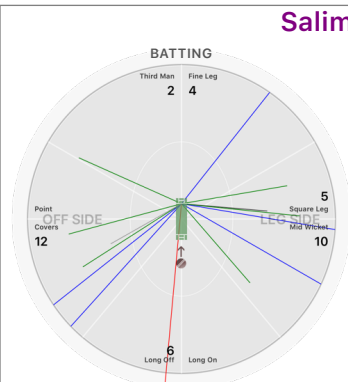 Salim
BATTING
Third Man
Fine Leg
2
4
5
Square Leg
Point
OFF SIDE
LEG SIDE
Covers
Mid Wicket
12
10
6
Long Off
Long On